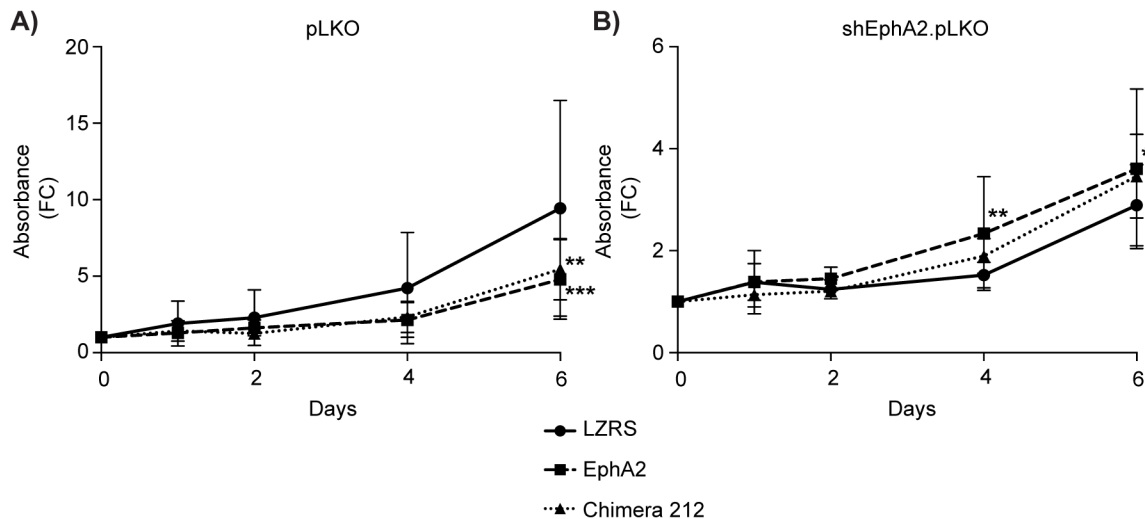 A)
pLKO
20
15
10
5
0
Absorbance
(FC)
**
***
0 2 4 6
Days
B)
shEphA2.pLKO
6
4
2
0
Absorbance
(FC)
**
*
0 2 4 6
Days
LZRS
EphA2
Chimera 212